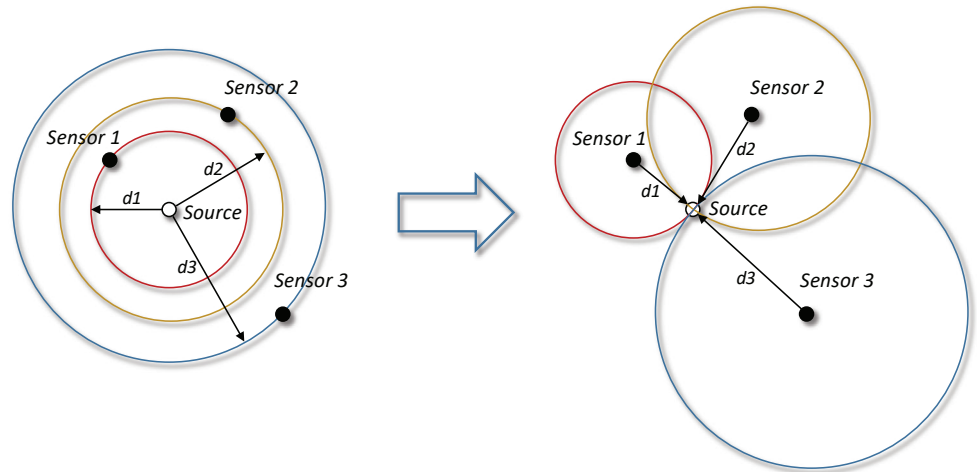 Sensor 2
Sensor 1
d2
d1
Source
d3
Sensor 3
Sensor 2
Sensor 1
d2
d1
Source
d3
Sensor 3